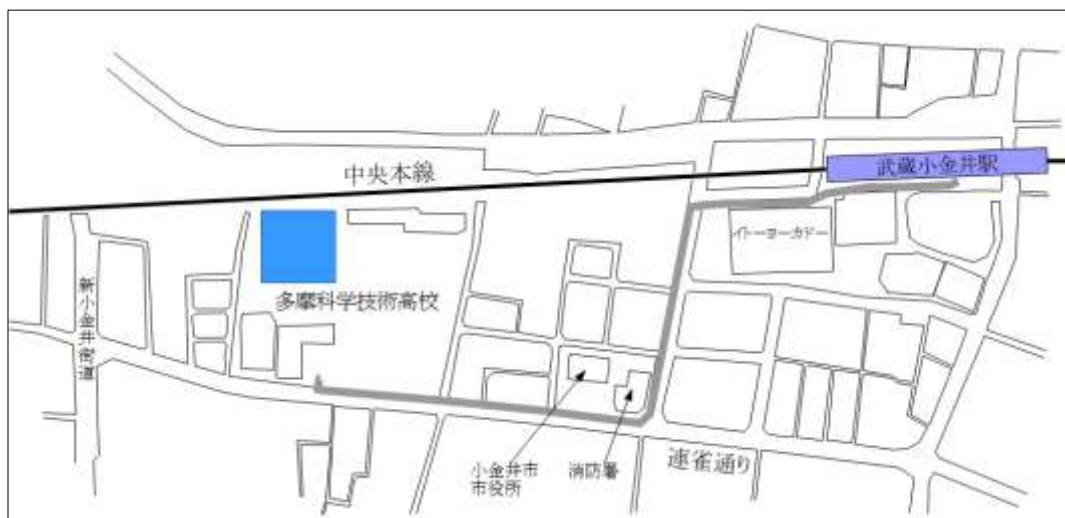 武蔵小金井駅
中央本線
イトーヨーカドー
新小金井街道
多摩科学技術高校
小金井市
市役所
消防署
連雀通り